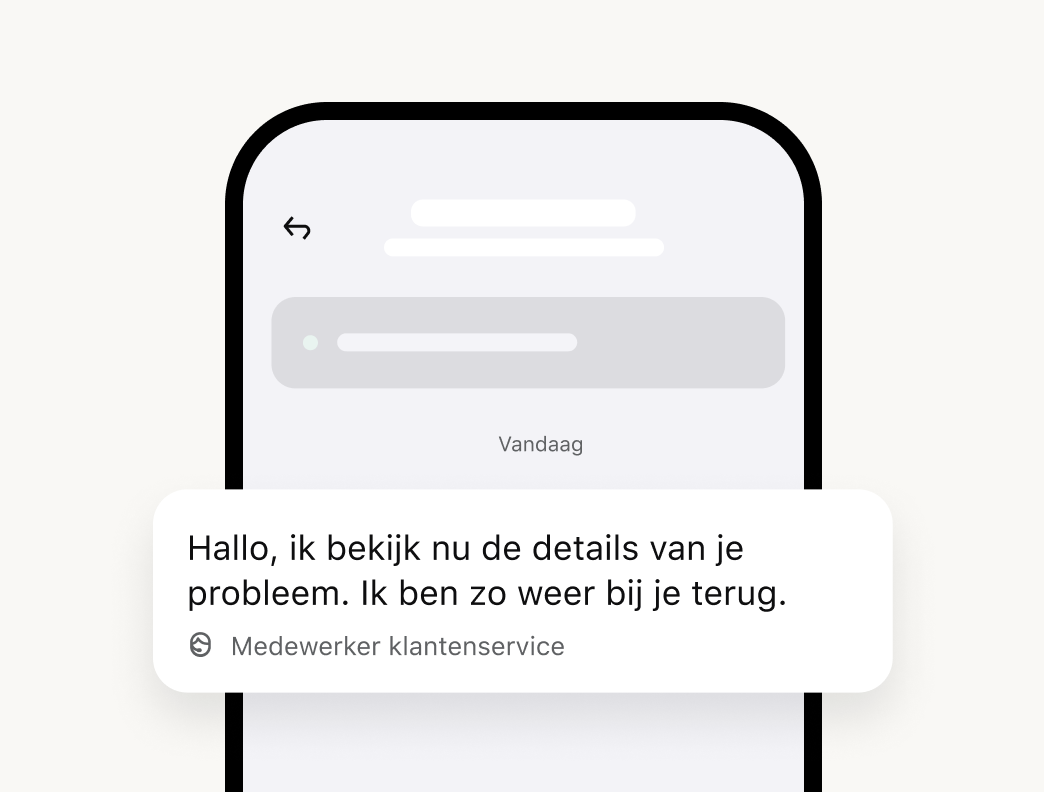 Vandaag
Hallo, ik bekijk nu de details van je
probleem. Ik ben zo weer bij je terug.
Medewerker klantenservice